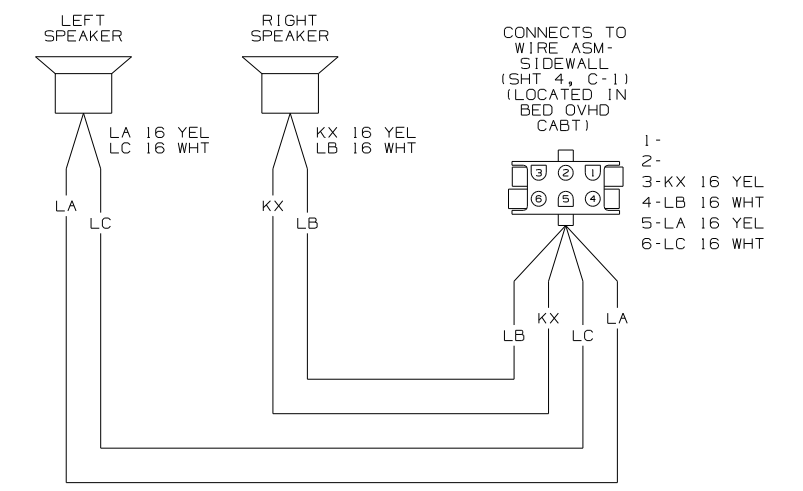 LEFT
SPEAKER
RIGHT
SPEAKER
CONNECTS TO
WIRE ASM-
SIDEWALL
(SHT 4, C-1)
(LOCATED IN
BED OVHD
CABT)
LA 16 YEL
LC 16 WHT
KX 16 YEL
LB 16 WHT
3 2 1
6 5 4
1-
2-
3-KX 16 YEL
4-LB 16 WHT
5-LA 16 YEL
6-LC 16 WHT
LA
LC
KX
LB
LB
KX
LC
LA